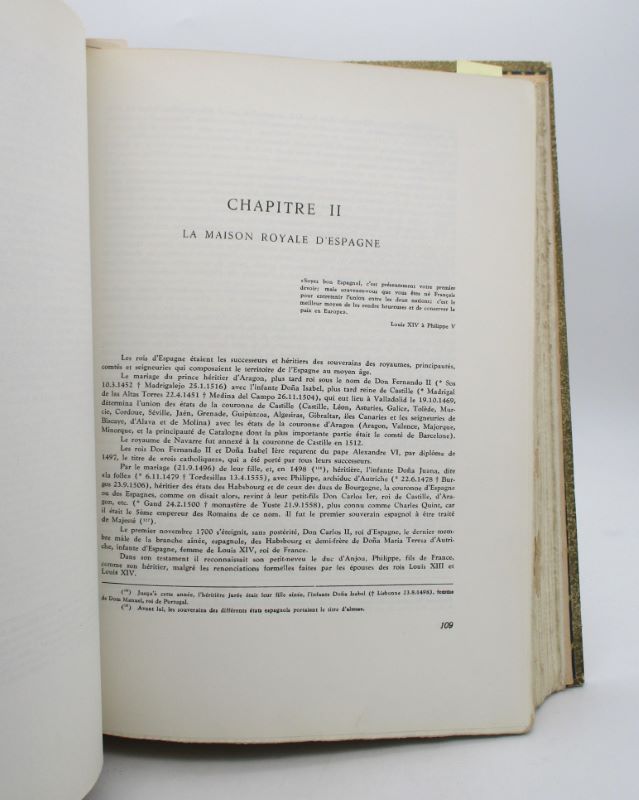 CHAPITRE II
LA MAISON ROYALE D'ESPAGNE
«Soyez bon Espagnol, c'est présentement votre premier
devoir; mais souvenez-vous que vous êtes né Français
pour entretenir l'union entre les deux nations; c'est le
meilleur moyen de les rendre heureuses et de conserver la
paix en Europe».
Louis XIV à Philippe V
Les rois d'Espagne étaient les successeurs et héritiers des souverains des royaumes, principautés,
comtés et seigneuries qui composaient le territoire de l'Espagne au moyen âge.
Le mariage du prince héritier d'Aragon, plus tard roi sous le nom de Don Fernando II (* Sos
10.3.1452 † Madrigalejo 25.1.1516) avec l'infante Doña Isabel, plus tard reine de Castille (* Madrigal
de las Altas Torres 22.4.1451 † Medina del Campo 26.11.1504), qui eut lieu à Valladolid le 19.10.1469,
détermina l'union des états de la couronne de Castille (Castille, Léon, Asturies, Galice, Tolède, Mur-
cie, Cordoue, Séville, Jaén, Grenade, Guipúzcoa, Algesiras, Gibraltar, îles Canaries et les seigneuries de
Biscaye, d'Alava et de Molina) avec les états de la couronne d'Aragon (Aragon, Valence, Majorque,
Minorque, et la principauté de Catalogne dont la plus importante partie était le comté de Barcelone).
Le royaume de Navarre fut annexé à la couronne de Castille en 1512.
Les rois Don Fernando II et Doña Isabel Ière reçurent du pape Alexandre VI, par diplôme de
1497, le titre de «rois catholiques», qui a été porté par tous leurs successeurs.
Par le mariage (21.9.1496) de leur fille, et, en 1498 héritière, l'infante Doña Juana, dite
«la folle» (* 6.11.1479 † Tordesillas 13.4.1555), avec Philippe, archiduc d'Autriche (* 22.6.1478 † Bur-
gos 23.9.1506), héritier des états des Habsbourg et de ceux des ducs de Bourgogne, la couronne d'Espagne
ou des Espagnes, comme on disait alors, revint à leur petit-fils Don Carlos Ier, roi de Castille, d'Ara-
gon, etc. (* Gand 24.2.1500 † monastère de Yuste 21.9.1558), plus connu comme Charles Quint, car
il était le 5ème empereur des Romains de ce nom. Il fut le premier souverain espagnol à être traité
de Majesté
Le premier novembre 1700 s'éteignit, sans postérité, Don Carlos II, roi d'Espagne, le dernier mem-
bre mâle de la branche aînée, espagnole, des Habsbourg et demi-frère de Doña Maria Teresa d'Autri-
che, infante d'Espagne, femme de Louis XIV, roi de France.
Dans son testament il reconnaissait son petit-neveu le duc d'Anjou, Philippe, fils de France,
comme son héritier, malgré les renonciations formelles faites par les épouses des rois Louis XIII et
Louis XIV.
Jusqu'à cette année, l'héritière jurée était leur fille aînée, l'infante Doña Isabel († Lisbonne 23.8.1498), femme
de Dom Manuel, roi de Portugal.
Avant lui, les souverains des différents états espagnols portaient le titre d'altesse.
109